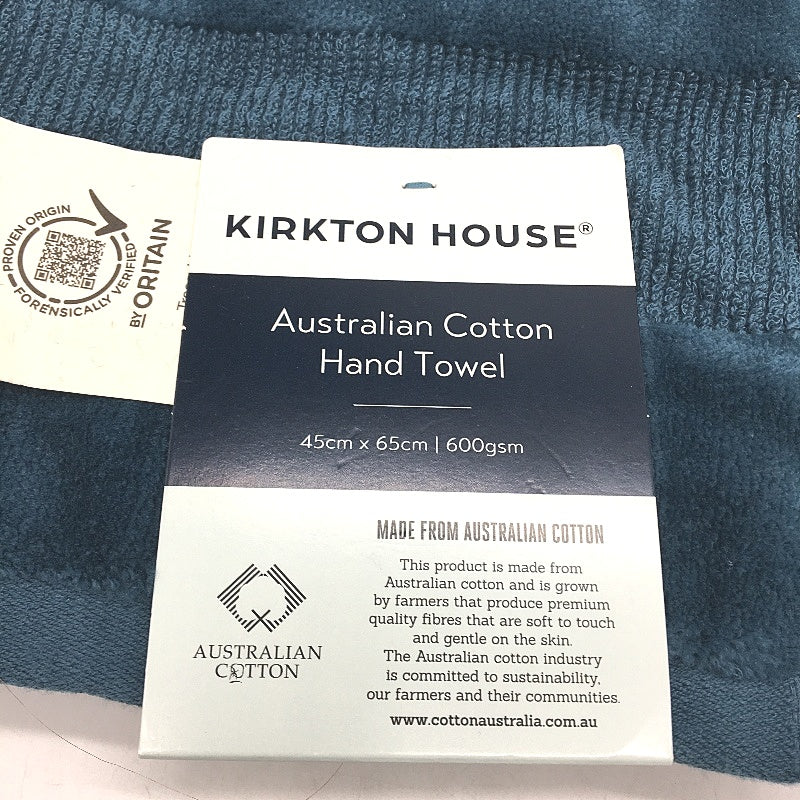 PROVEN ORIGIN
FORENSICALLY VERIFIED
BY ORITAIN
KIRKTON HOUSE®
Australian Cotton
Hand Towel
45cm x 65cm | 600gsm
MADE FROM AUSTRALIAN COTTON
This product is made from
Australian cotton and is grown
by farmers that produce premium
quality fibres that are soft to touch
and gentle on the skin.
The Australian cotton industry
is committed to sustainability,
our farmers and their communities.
www.cottonaustralia.com.au
AUSTRALIAN
COTTON